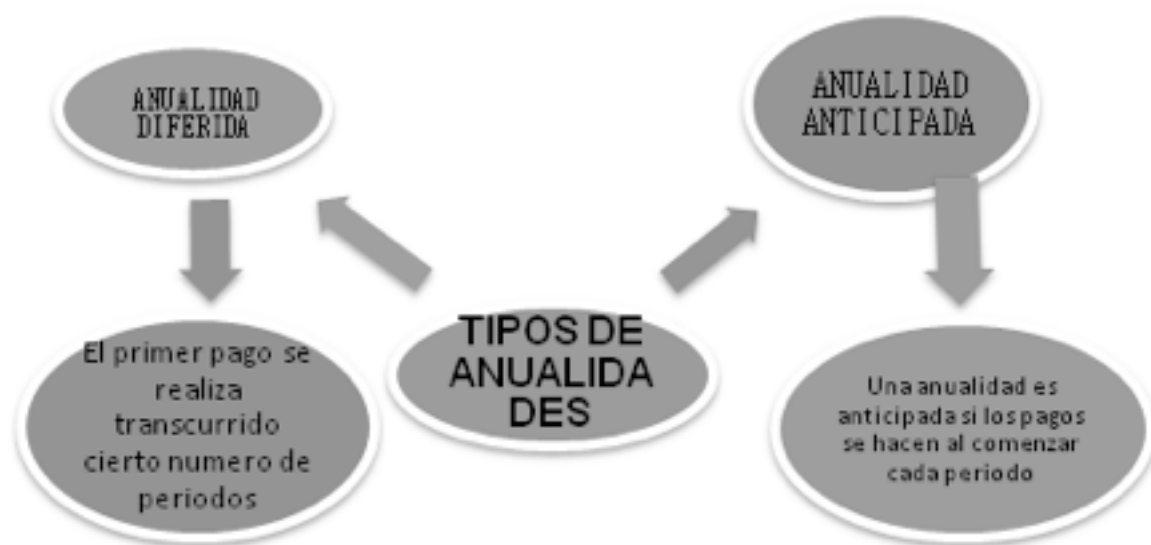 ANUALIDAD
DIFERIDA
ANUALIDAD
ANTICIPADA
TIPOS DE
ANUALIDA
DES
El primer pago se
realiza
transcurrido
cierto numero de
periodos
Una anualidad es
anticipada si los pagos
se hacen al comenzar
cada periodo